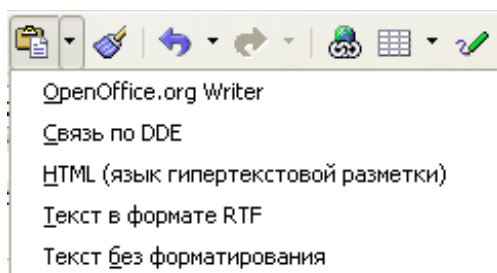 OpenOffice.org Writer
Связь по DDE
HTML (язык гипертекстовой разметки)
Текст в формате RTF
Текст без форматирования